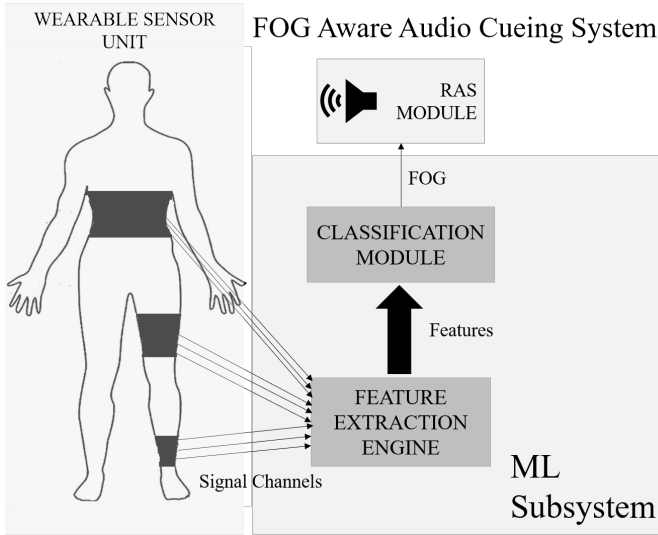 WEARABLE SENSOR
UNIT
FOG Aware Audio Cueing System
RAS
MODULE
FOG
CLASSIFICATION
MODULE
Features
FEATURE
EXTRACTION
ENGINE
Signal Channels
ML
Subsystem